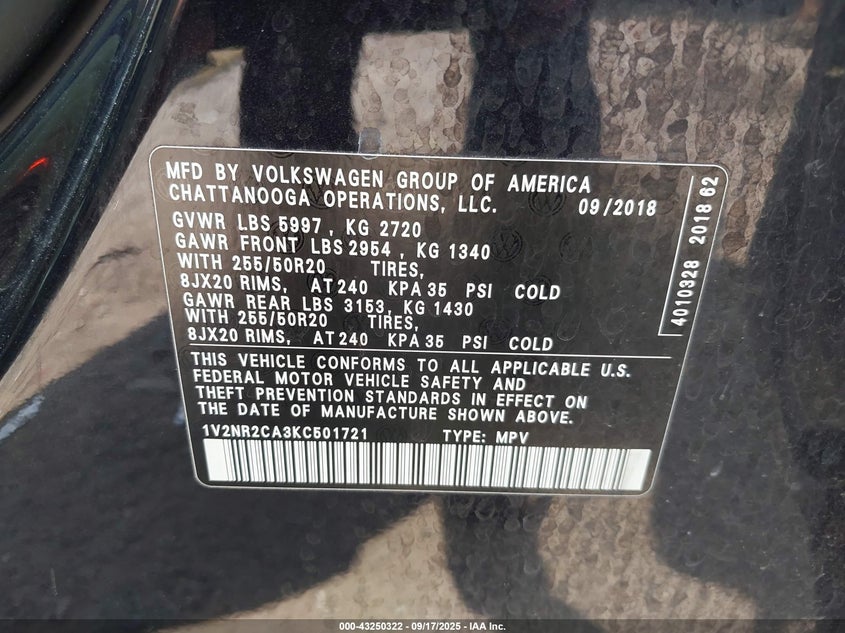 MFD BY VOLKSWAGEN GROUP OF AMERICA
CHATTANOOGA OPERATIONS, LLC. 09/2018
GVWR LBS 5997 , KG 2720
GAWR FRONT LBS 2954 , KG 1340
WITH 255/50R20 TIRES,
8JX20 RIMS, AT 240 KPA 35 PSI COLD
GAWR REAR LBS 3153, KG 1430
WITH 255/50R20 TIRES,
8JX20 RIMS, AT 240 KPA 35 PSI COLD
THIS VEHICLE CONFORMS TO ALL APPLICABLE U.S.
FEDERAL MOTOR VEHICLE SAFETY AND
THEFT PREVENTION STANDARDS IN EFFECT ON
THE DATE OF MANUFACTURE SHOWN ABOVE.
1V2NR2CA3KC501721 TYPE: MPV
4010328 2018 62
000-43250322 - 09/17/2025 - IAA Inc.